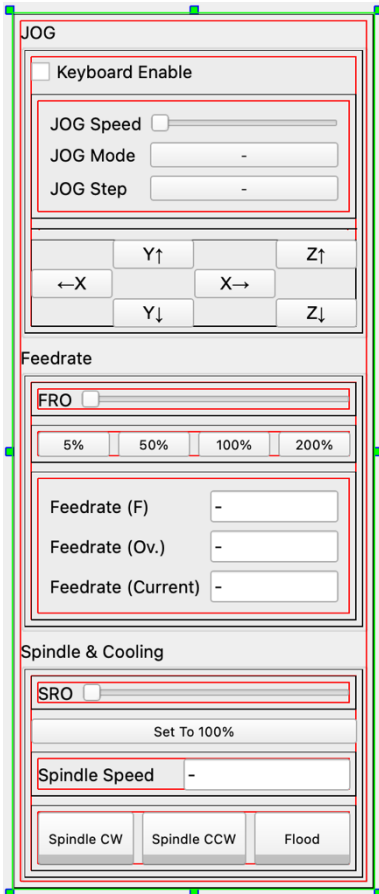 JOG
Keyboard Enable
JOG Speed
JOG Mode -
JOG Step -
Y↑ Z↑
←X X→
Y↓ Z↓
Feedrate
FRO
5% 50% 100% 200%
Feedrate (F) -
Feedrate (Ov.) -
Feedrate (Current) -
Spindle & Cooling
SRO
Set To 100%
Spindle Speed -
Spindle CW Spindle CCW Flood